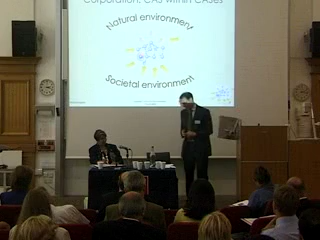 Corporation, CAS within CASes
Natural environment
Societal environment